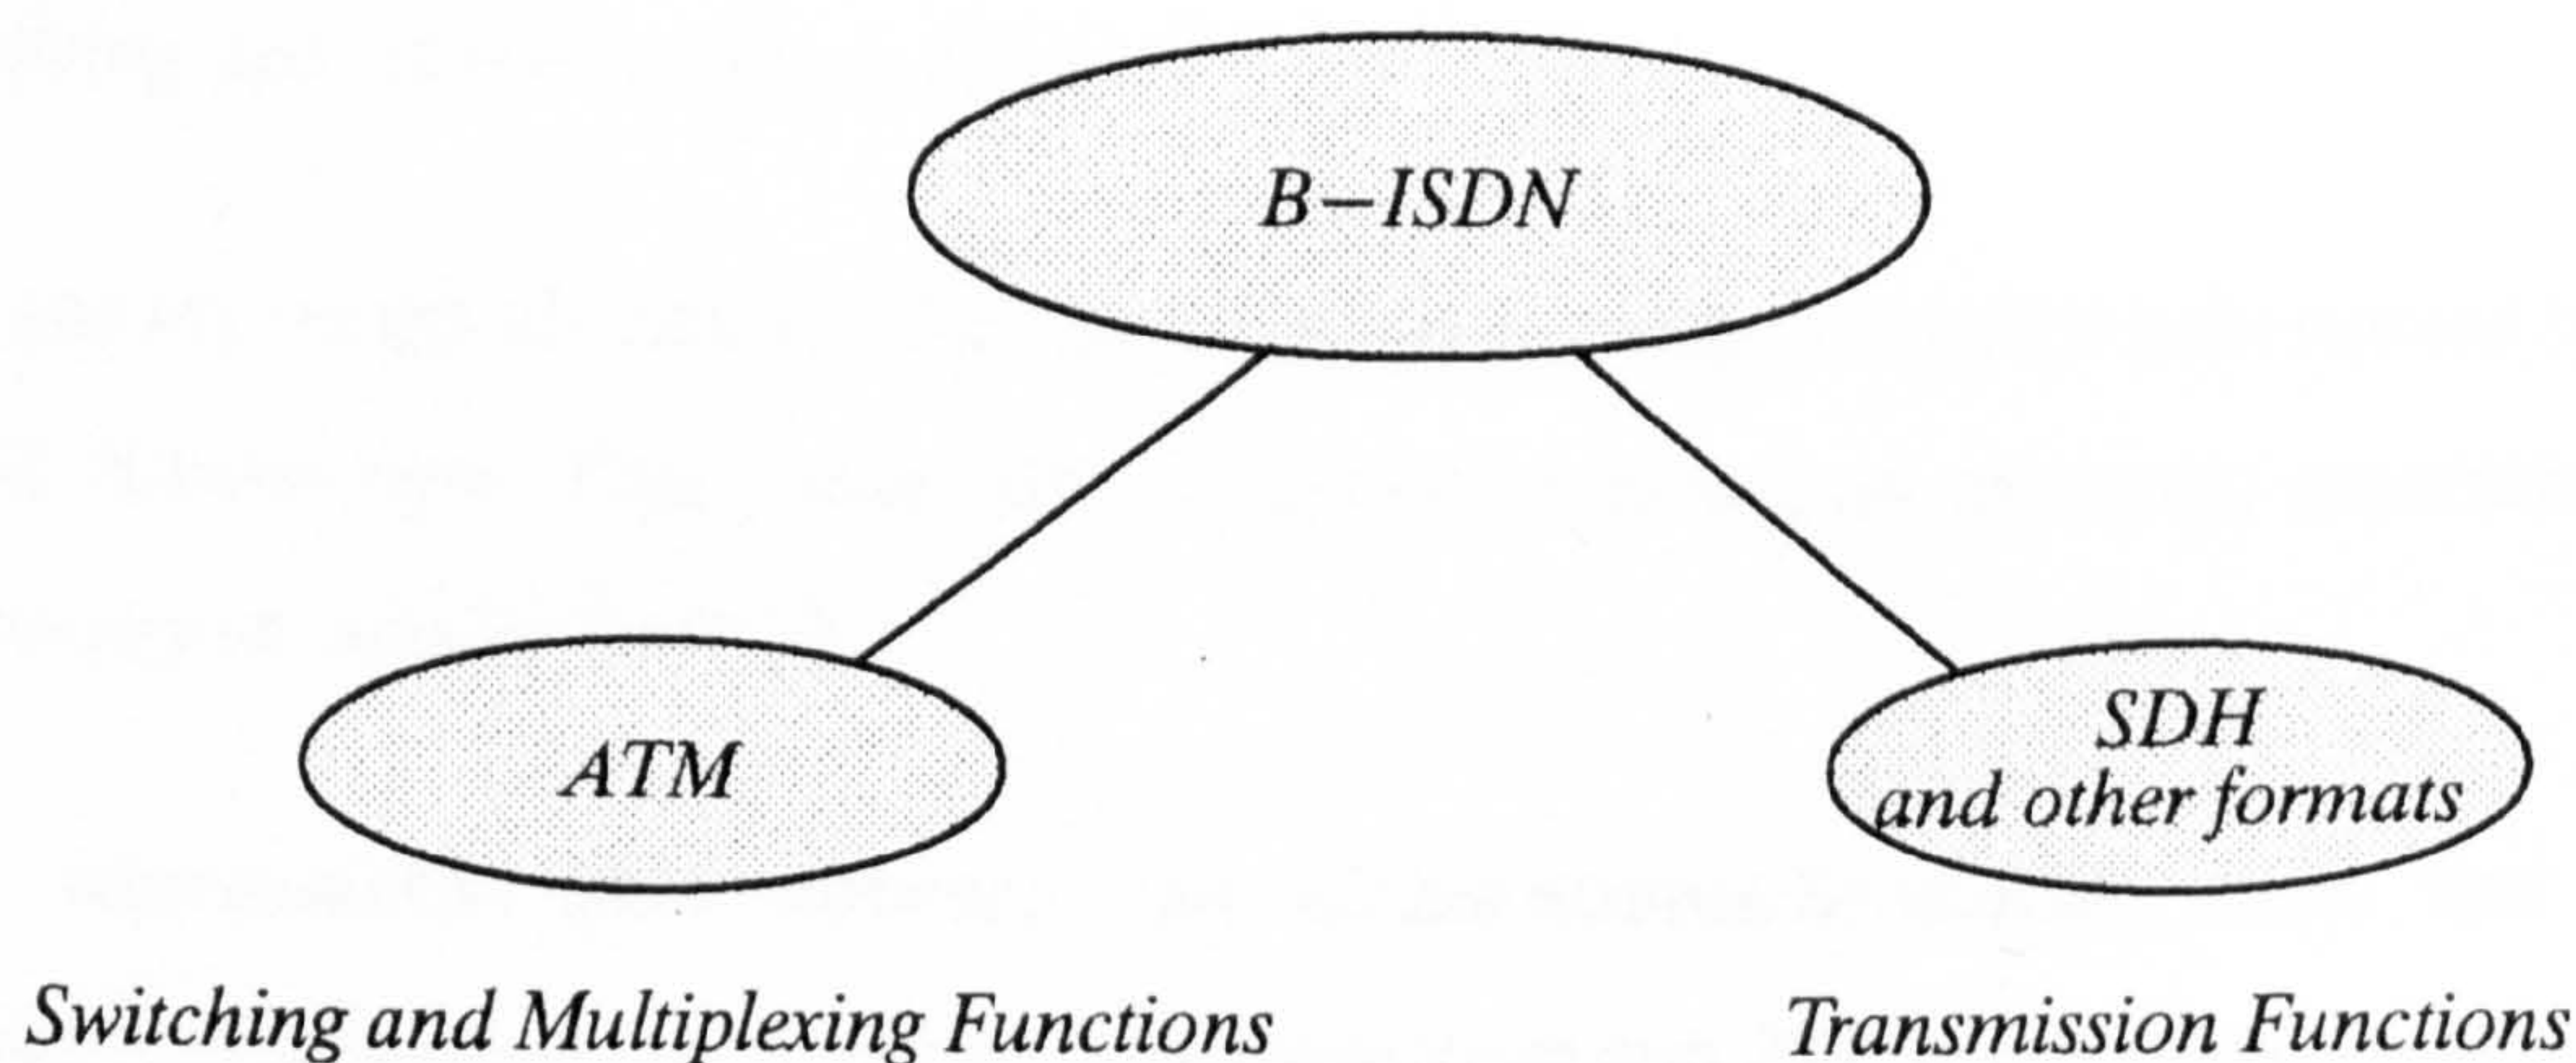 B–ISDN
ATM
SDH
and other formats
Switching and Multiplexing Functions
Transmission Functions